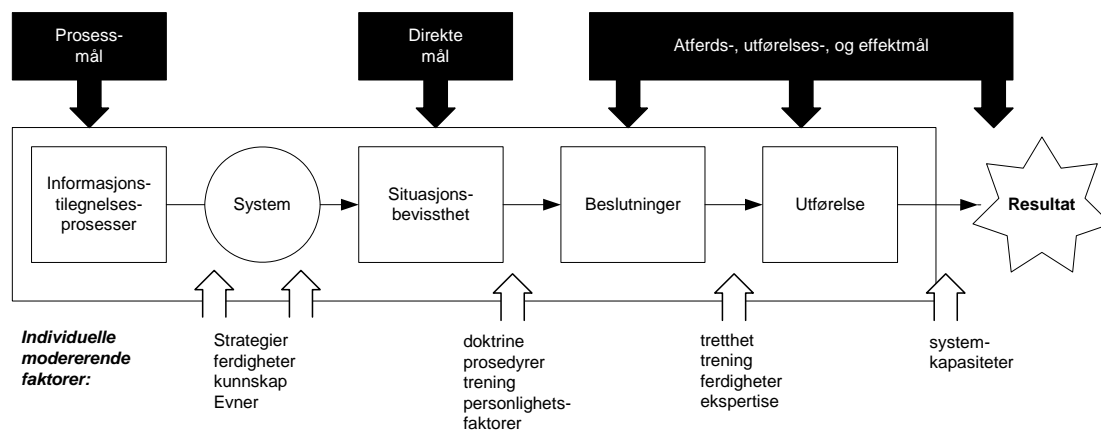 Prosess-
mål
Direkte
mål
Atferds-, utførelses-, og effektmål
Informasjons-
tilegnelses-
prosesser
System
Situasjons-
bevissthet
Beslutninger
Utførelse
Resultat
Individuelle
modererende
faktorer:
Strategier
ferdigheter
kunnskap
Evner
doktrine
prosedyrer
trening
personlighets-
faktorer
tretthet
trening
ferdigheter
ekspertise
system-
kapasiteter